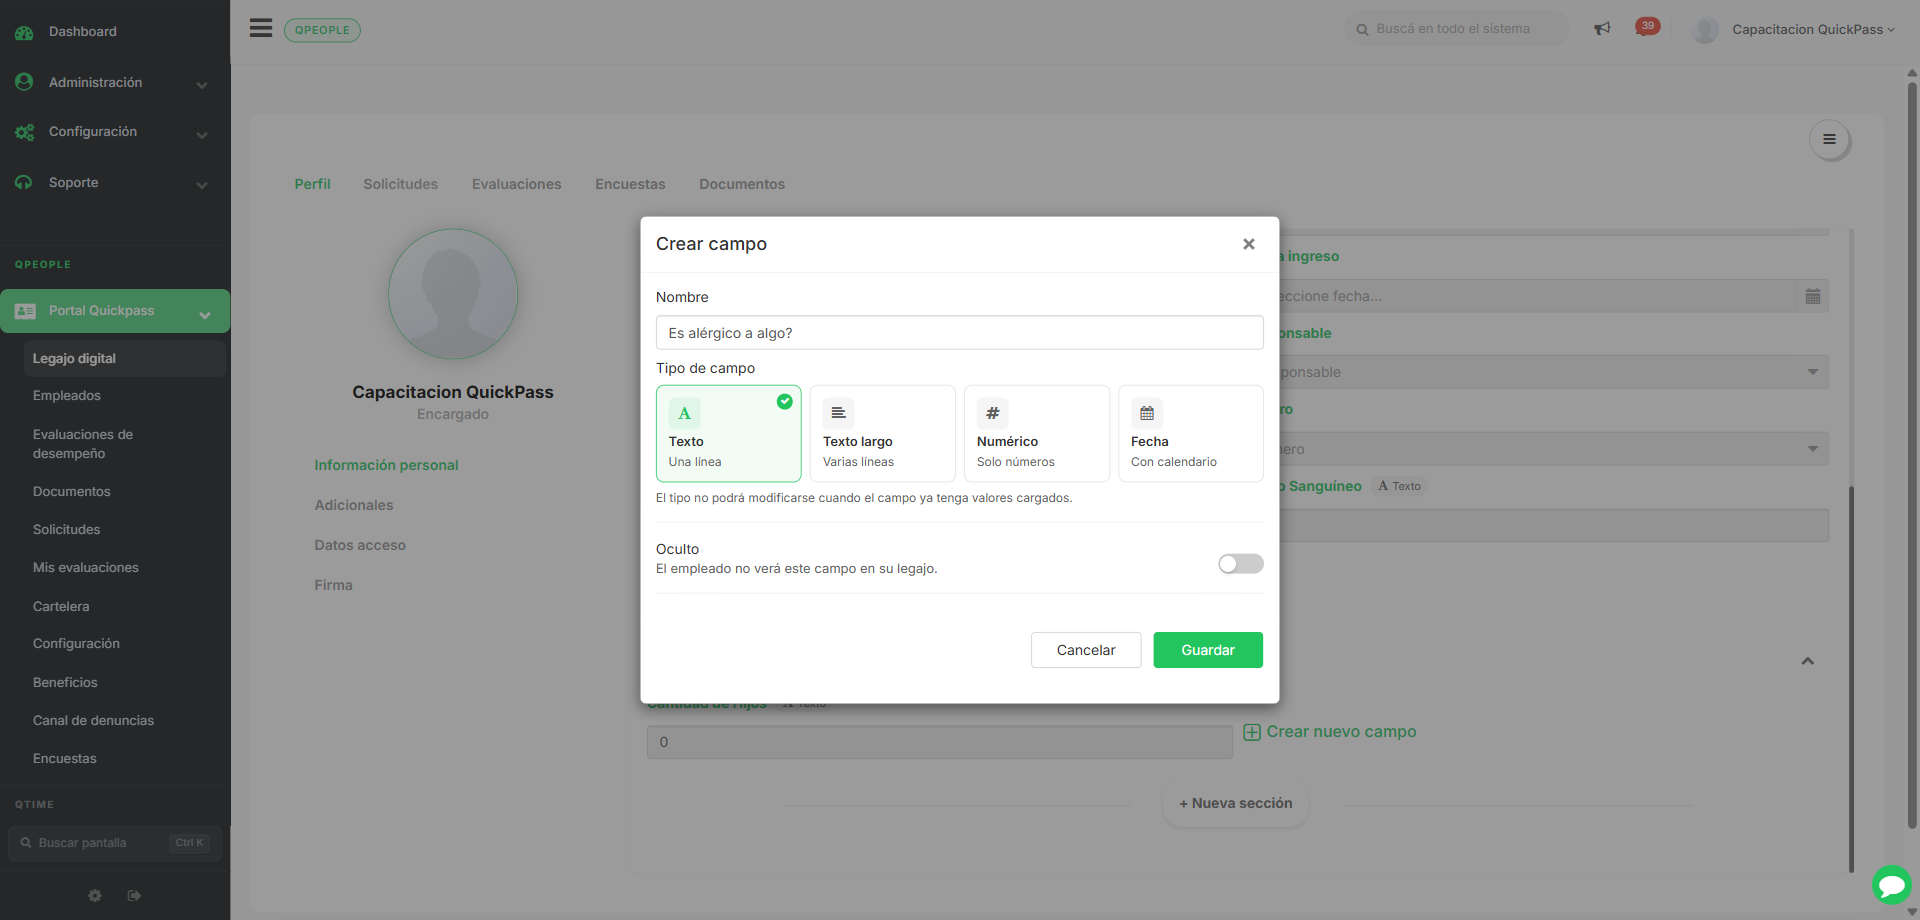 Dashboard
Administración
Configuración
Soporte
QPEOPLE
Portal Quickpass
Legajo digital
Empleados
Evaluaciones de
desempeño
Documentos
Solicitudes
Mis evaluaciones
Cartelera
Configuración
Beneficios
Canal de denuncias
Encuestas
QTIME
Buscar pantalla
Ctrl K
QPEOPLE
Buscá en todo el sistema
39
Capacitacion QuickPass
Perfil
Solicitudes
Evaluaciones
Encuestas
Documentos
Capacitacion QuickPass
Encargado
Información personal
Adicionales
Datos acceso
Firma
Crear campo
Nombre
Es alérgico a algo?
Tipo de campo
A
Texto
Una línea
Texto largo
Varias líneas
#
Numérico
Solo números
Fecha
Con calendario
El tipo no podrá modificarse cuando el campo ya tenga valores cargados.
Oculto
El empleado no verá este campo en su legajo.
Cancelar
Guardar
ingreso
fecha...
Sanguíneo
A Texto
Cantidad de Hijos
Texto
0
Crear nuevo campo
+ Nueva sección